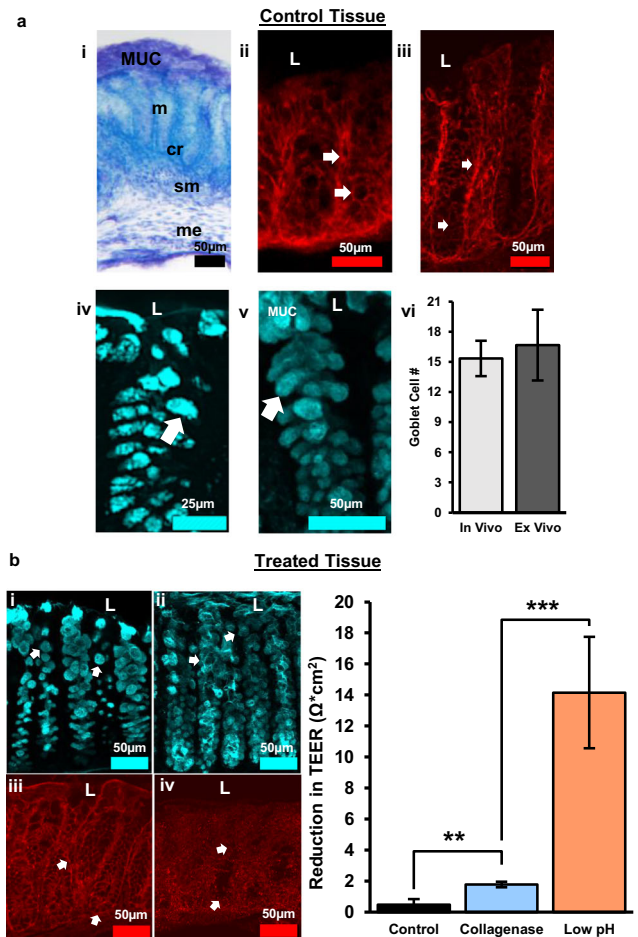 Control Tissue
a
i
MUC
m
cr
sm
me
50µm
ii
L
50µm
iii
L
50µm
iv
L
25µm
v
MUC
L
50µm
vi
Goblet Cell #
21
18
15
12
9
6
3
0
In Vivo
Ex Vivo
b
Treated Tissue
i
L
50µm
ii
L
50µm
iii
L
50µm
iv
L
50µm
Reduction in TEER (Ω*cm2)
20
18
16
14
12
10
8
6
4
2
0
**
***
Control
Collagenase
Low pH